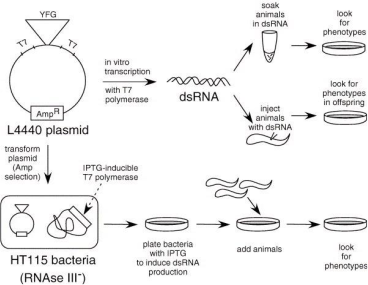 YFG
T7
T7
Amp^R
L4440 plasmid
in vitro
transcription
with T7
polymerase
dsRNA
soak
animals
in dsRNA
look
for
phenotypes
inject
animals
with dsRNA
look for
phenotypes
in offspring
transform
plasmid
(Amp
selection)
IPTG-inducible
T7 polymerase
HT115 bacteria
(RNAse III⁻)
plate bacteria
with IPTG
to induce dsRNA
production
add animals
look
for
phenotypes